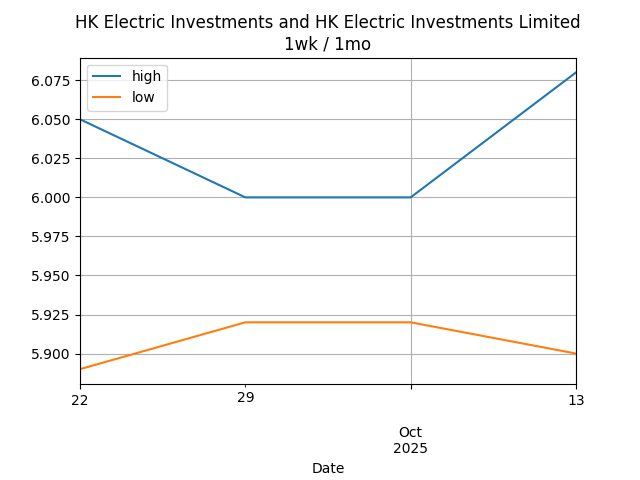 HK Electric Investments and HK Electric Investments Limited
1wk / 1mo
high
low
6.075
6.050
6.025
6.000
5.975
5.950
5.925
5.900
22
29
13
Oct
2025
Date